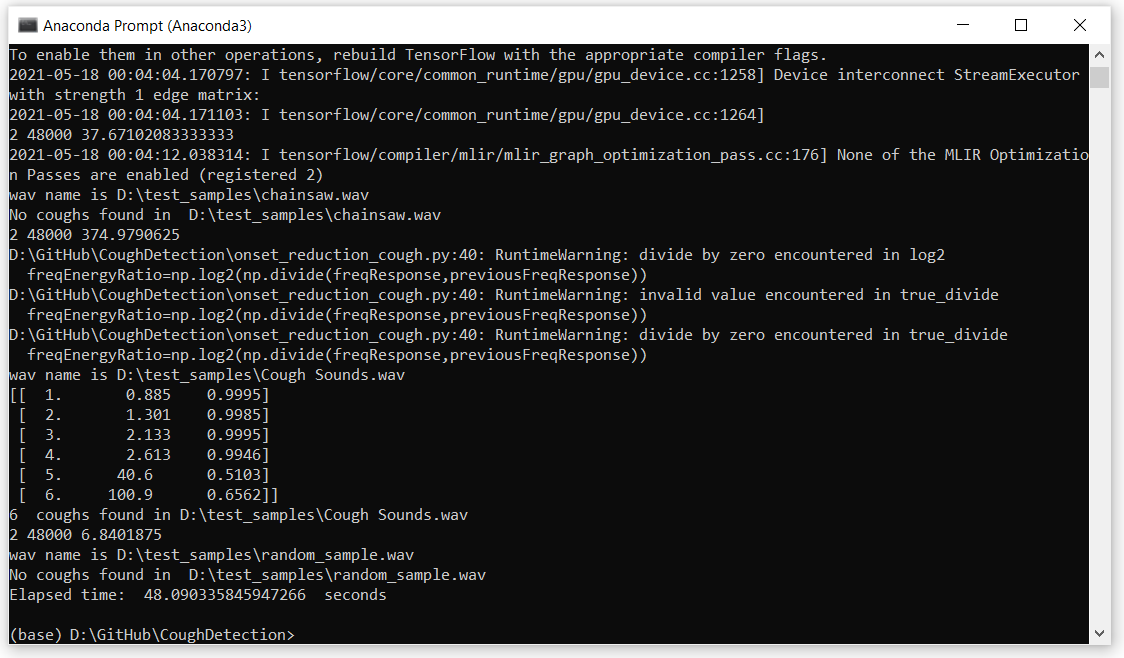 Anaconda Prompt (Anaconda3)
To enable them in other operations, rebuild TensorFlow with the appropriate compiler flags.
2021-05-18 00:04:04.170797: I tensorflow/core/common_runtime/gpu/gpu_device.cc:1258] Device interconnect StreamExecutor
with strength 1 edge matrix:
2021-05-18 00:04:04.171103: I tensorflow/core/common_runtime/gpu/gpu_device.cc:1264]
2 48000 37.67102083333333
2021-05-18 00:04:12.038314: I tensorflow/compiler/mlir/mlir_graph_optimization_pass.cc:176] None of the MLIR Optimizatio
n Passes are enabled (registered 2)
wav name is D:\test_samples\chainsaw.wav
No coughs found in  D:\test_samples\chainsaw.wav
2 48000 374.9790625
D:\GitHub\CoughDetection\onset_reduction_cough.py:40: RuntimeWarning: divide by zero encountered in log2
  freqEnergyRatio=np.log2(np.divide(freqResponse,previousFreqResponse))
D:\GitHub\CoughDetection\onset_reduction_cough.py:40: RuntimeWarning: invalid value encountered in true_divide
  freqEnergyRatio=np.log2(np.divide(freqResponse,previousFreqResponse))
D:\GitHub\CoughDetection\onset_reduction_cough.py:40: RuntimeWarning: divide by zero encountered in true_divide
  freqEnergyRatio=np.log2(np.divide(freqResponse,previousFreqResponse))
wav name is D:\test_samples\Cough Sounds.wav
[[  1.       0.885    0.9995]
 [  2.       1.301    0.9985]
 [  3.       2.133    0.9995]
 [  4.       2.613    0.9946]
 [  5.      40.6      0.5103]
 [  6.     100.9      0.6562]]
6  coughs found in D:\test_samples\Cough Sounds.wav
2 48000 6.8401875
wav name is D:\test_samples\random_sample.wav
No coughs found in  D:\test_samples\random_sample.wav
Elapsed time:  48.090335845947266  seconds
(base) D:\GitHub\CoughDetection>